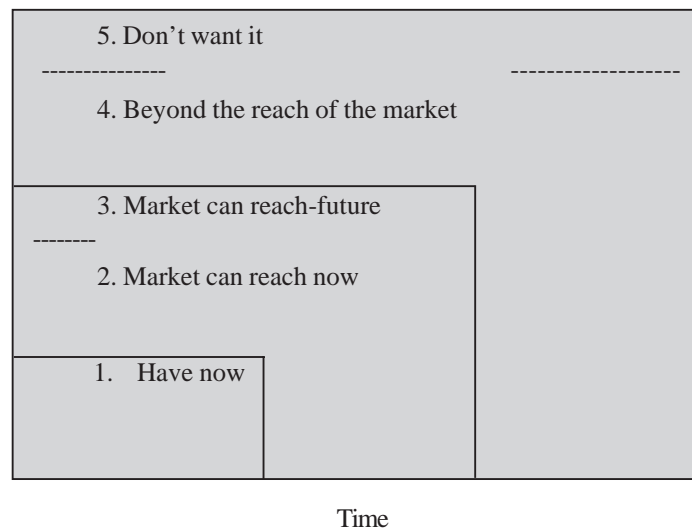 5. Don’t want it
4. Beyond the reach of the market
3. Market can reach-future
2. Market can reach now
1. Have now
Time